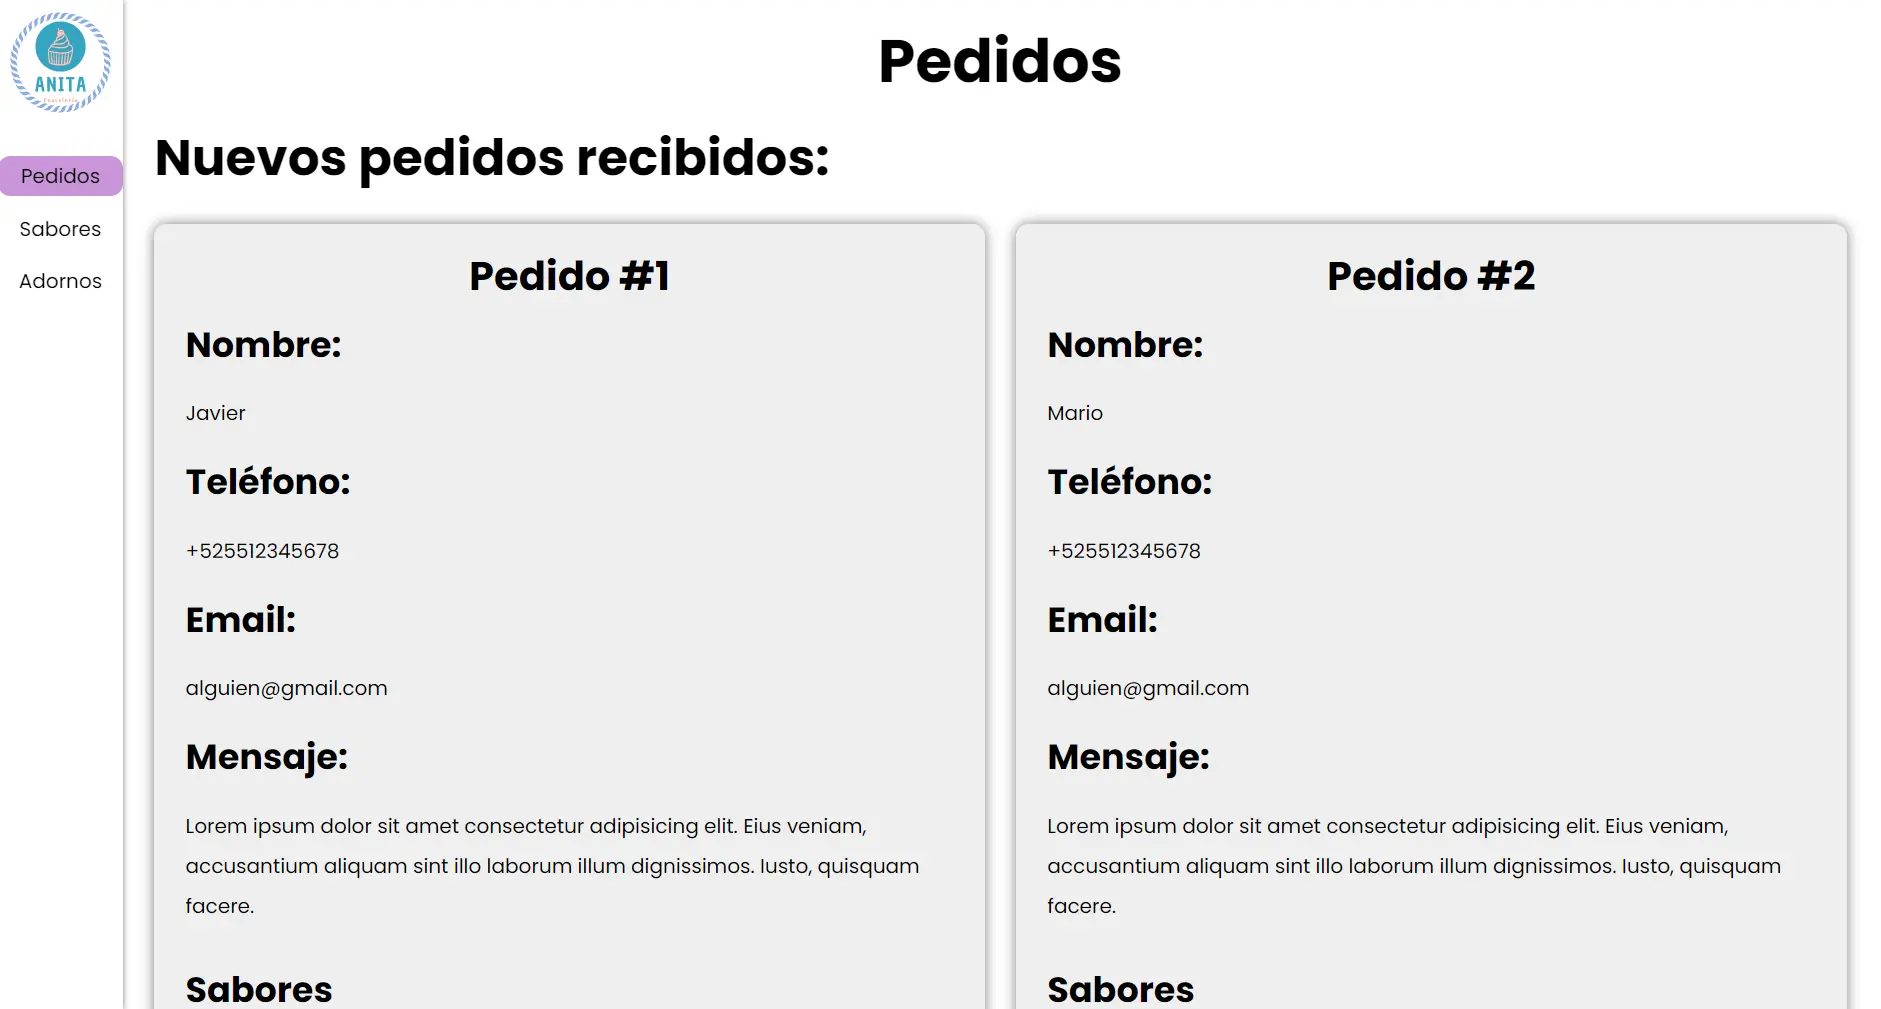 ANITA
Pedidos
Sabores
Adornos
Pedidos
Nuevos pedidos recibidos:
Pedido #1
Nombre:
Javier
Teléfono:
+525512345678
Email:
alguien@gmail.com
Mensaje:
Lorem ipsum dolor sit amet consectetur adipisicing elit. Eius veniam,
accusantium aliquam sint illo laborum illum dignissimos. Iusto, quisquam
facere.
Sabores
Pedido #2
Nombre:
Mario
Teléfono:
+525512345678
Email:
alguien@gmail.com
Mensaje:
Lorem ipsum dolor sit amet consectetur adipisicing elit. Eius veniam,
accusantium aliquam sint illo laborum illum dignissimos. Iusto, quisquam
facere.
Sabores